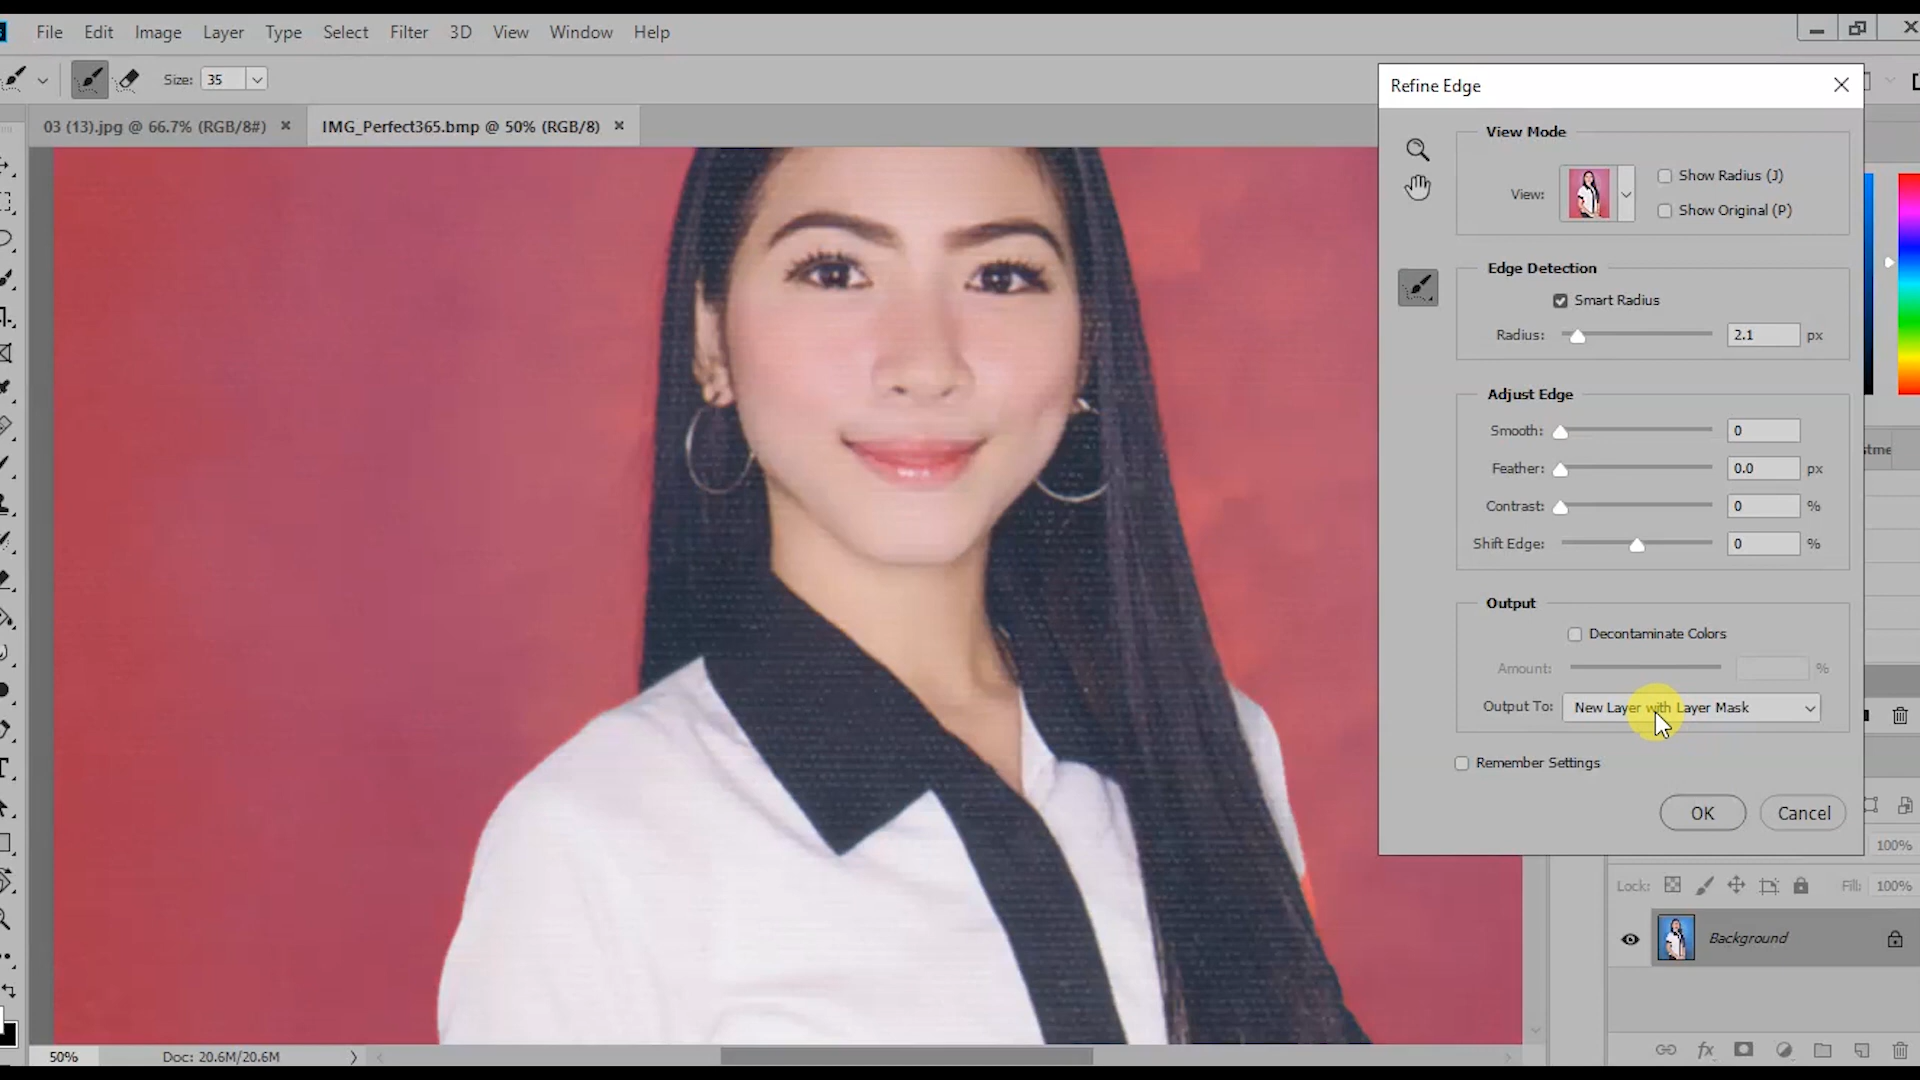 File Edit Image Layer Type Select Filter 3D View Window Help
Size: 35
03 (13).jpg @ 66.7% (RGB/8#) × IMG_Perfect365.bmp @ 50% (RGB/8) ×
Refine Edge
View Mode
View:
Show Radius (J)
Show Original (P)
Edge Detection
Smart Radius
Radius: 2.1 px
Adjust Edge
Smooth: 0
Feather: 0.0 px
Contrast: 0 %
Shift Edge: 0 %
Output
Decontaminate Colors
Amount: %
Output To: New Layer with Layer Mask
Remember Settings
OK Cancel
stme
100%
Lock: Fill: 100%
Background
fx
50% Doc: 20.6M/20.6M